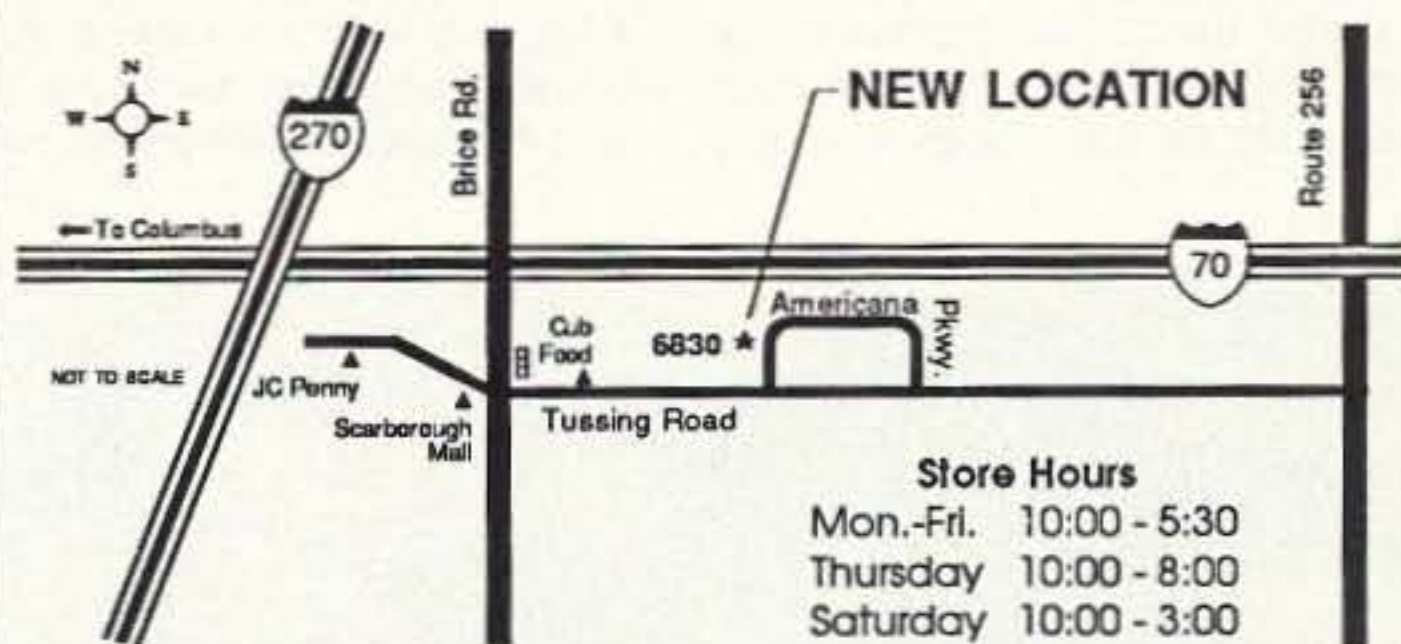 N
W E
S
270
Brice Rd.
NEW LOCATION
Route 256
To Columbus
70
Americana Pkwy.
Cub
Food
6830
NOT TO SCALE
JC Penny
Scarborough
Mall
Tussing Road
Store Hours
Mon.-Fri. 10:00 - 5:30
Thursday 10:00 - 8:00
Saturday 10:00 - 3:00